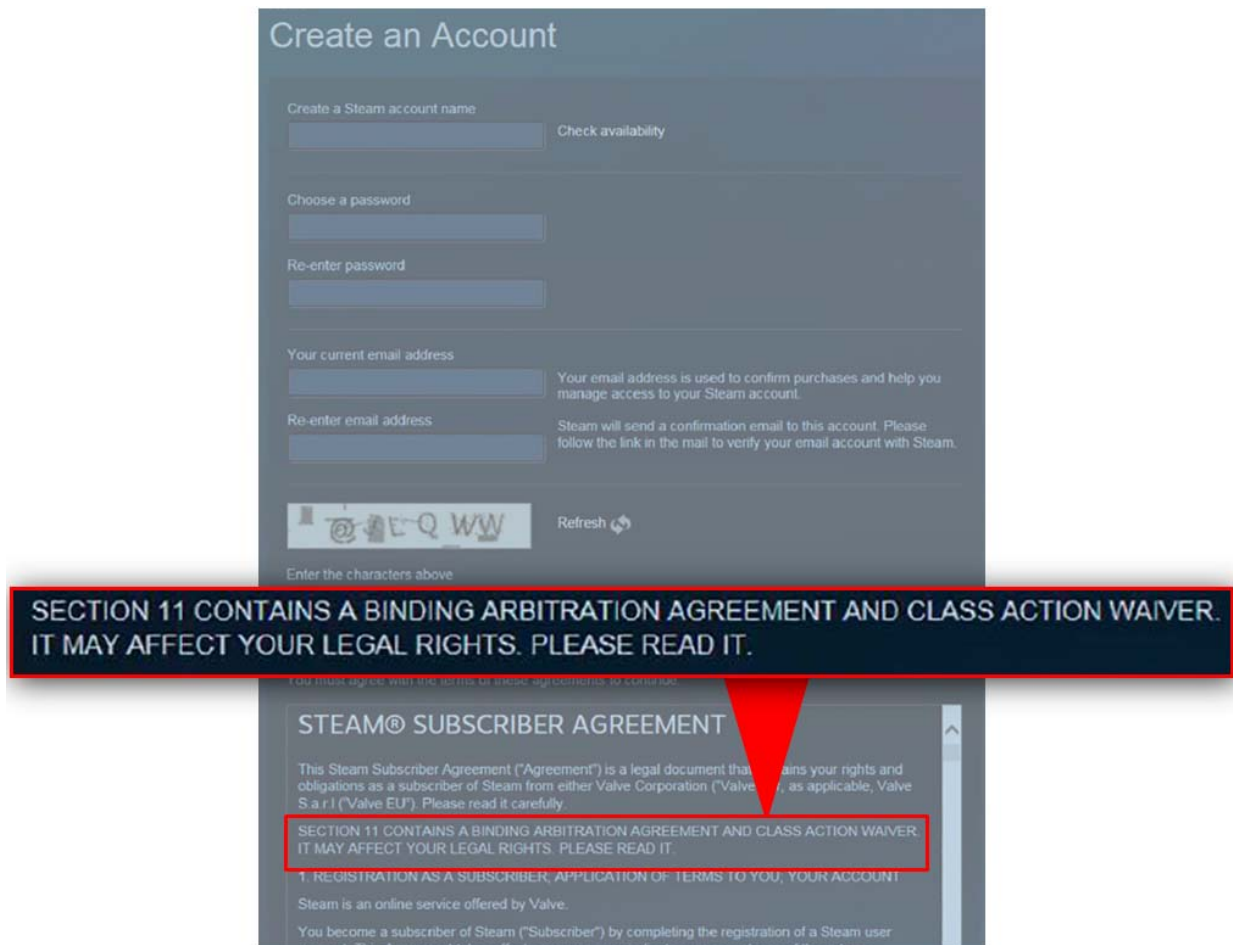 Create an Account
Create a Steam account name
Check availability
Choose a password
Re-enter password
Your current email address
Your email address is used to confirm purchases and help you
manage access to your Steam account.
Re-enter email address
Steam will send a confirmation email to this account. Please
follow the link in the mail to verify your email account with Steam.
Refresh
Enter the characters above
SECTION 11 CONTAINS A BINDING ARBITRATION AGREEMENT AND CLASS ACTION WAIVER.
IT MAY AFFECT YOUR LEGAL RIGHTS. PLEASE READ IT.
You must agree with the terms of these agreements to continue.
STEAM® SUBSCRIBER AGREEMENT
This Steam Subscriber Agreement ("Agreement") is a legal document that your rights and
obligations as a subscriber of Steam from either Valve Corporation ("Valve as applicable, Valve
S.a.r.l ("Valve EU"). Please read it carefully.
SECTION 11 CONTAINS A BINDING ARBITRATION AGREEMENT AND CLASS ACTION WAIVER.
IT MAY AFFECT YOUR LEGAL RIGHTS. PLEASE READ IT.
1. REGISTRATION AS A SUBSCRIBER; APPLICATION OF TERMS TO YOU; YOUR ACCOUNT
Steam is an online service offered by Valve.
You become a subscriber of Steam ("Subscriber") by completing the registration of a Steam user